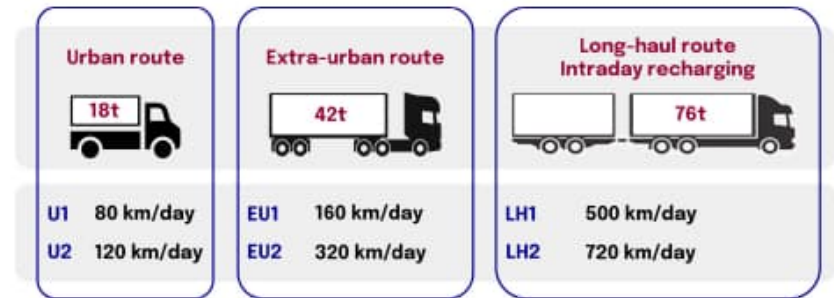 Urban route
18t
U1 80 km/day
U2 120 km/day
Extra-urban route
42t
EU1 160 km/day
EU2 320 km/day
Long-haul route
Intraday recharging
76t
LH1 500 km/day
LH2 720 km/day